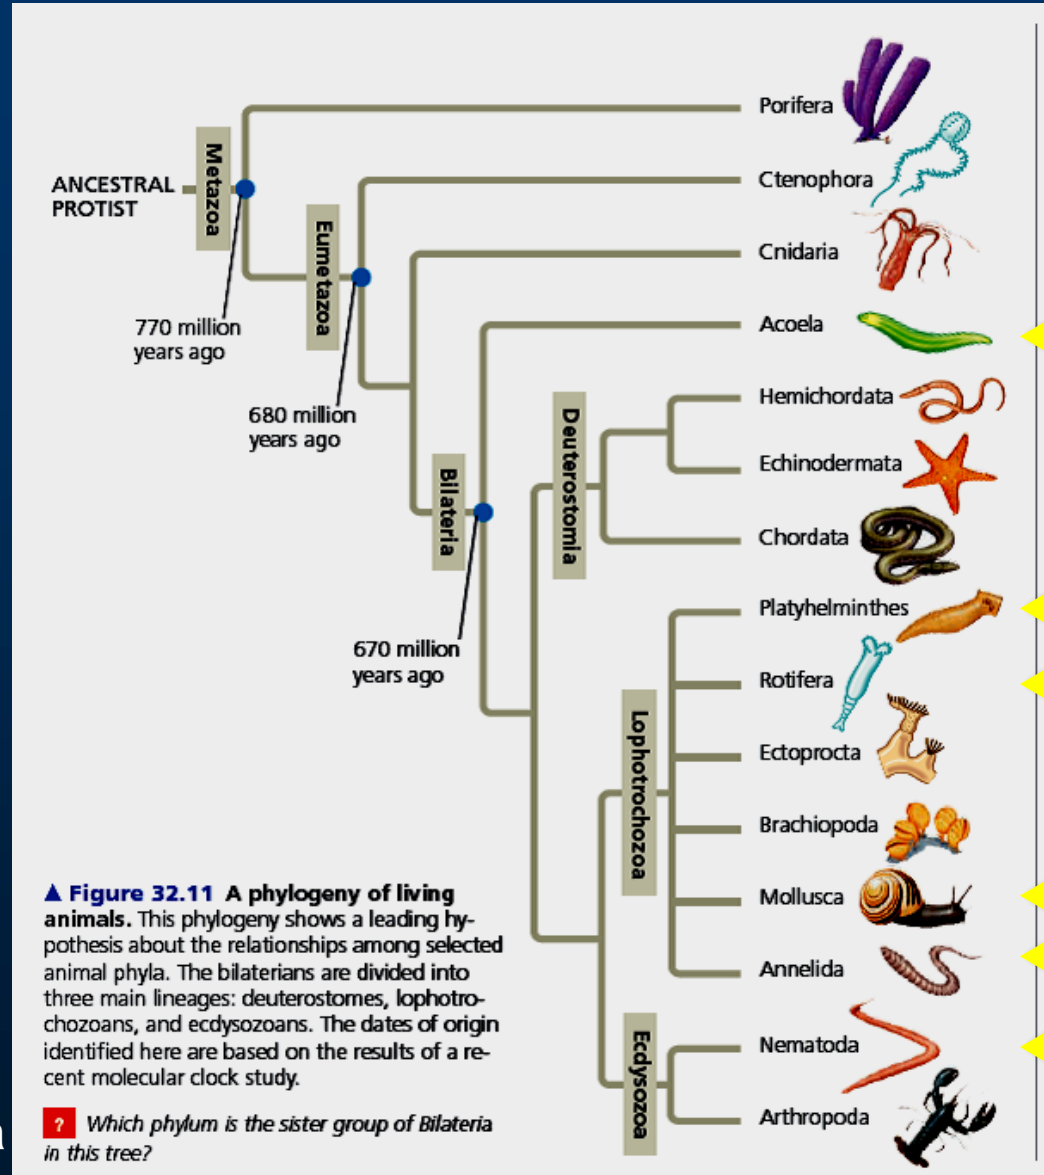 Porifera
Ctenophora
Cnidaria
Acoela
Hemichordata
Echinodermata
Chordata
Platyhelminthes
Rotifera
Ectoprocta
Brachiopoda
Mollusca
Annelida
Nematoda
Arthropoda
ANCESTRAL
PROTIST
Metazoa
Eumetazoa
Bilateria
Deuterostomia
Lophotrochozoa
Ecdysozoa
770 million
years ago
680 million
years ago
670 million
years ago
▲ Figure 32.11 A phylogeny of living
animals. This phylogeny shows a leading hy-
pothesis about the relationships among selected
animal phyla. The bilaterians are divided into
three main lineages: deuterostomes, lophotro-
chozoans, and ecdysozoans. The dates of origin
identified here are based on the results of a re-
cent molecular clock study.
? Which phylum is the sister group of Bilateria
in this tree?